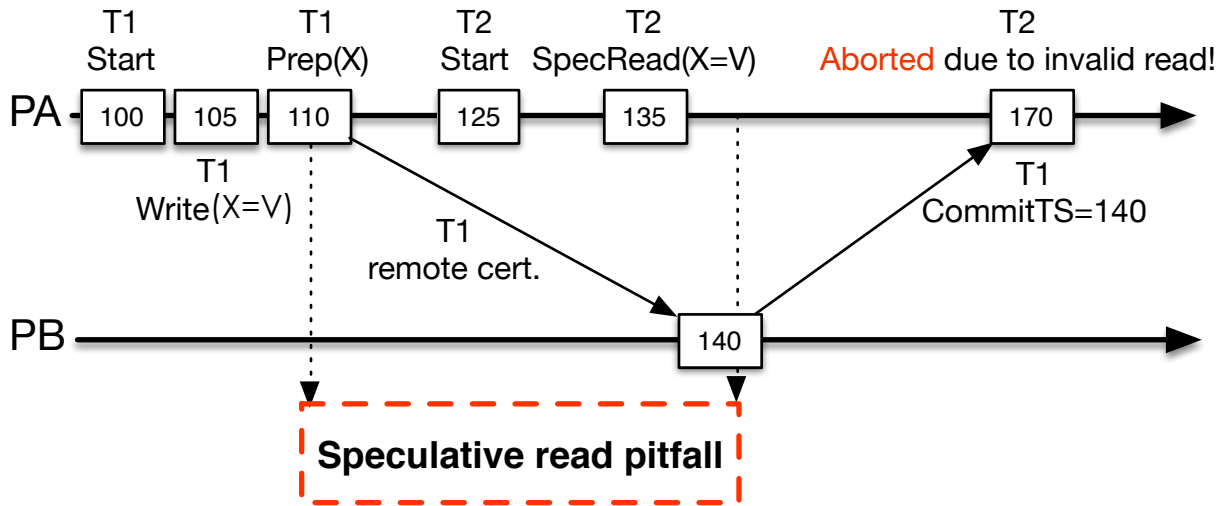 T1
Start
T1
Prep(X)
T2
Start
T2
SpecRead(X=V)
T2
Aborted due to invalid read!
PA
100
105
110
125
135
170
T1
Write(X=V)
T1
remote cert.
T1
CommitTS=140
PB
140
Speculative read pitfall